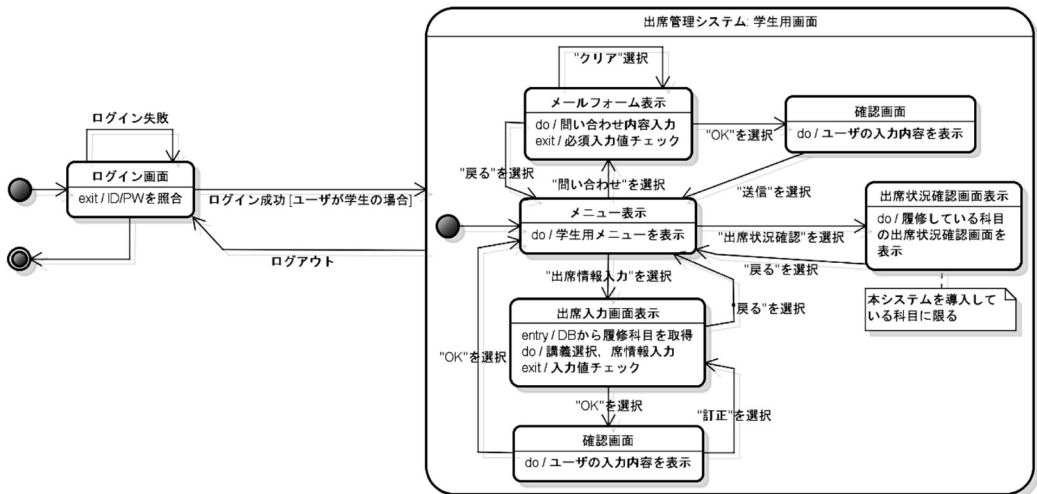 出席管理システム: 学生用画面
"クリア"選択
メールフォーム表示
do / 問い合わせ内容入力
exit / 必須入力値チェック
確認画面
do / ユーザの入力内容を表示
"OK"を選択
ログイン失敗
"戻る"を選択
"問い合わせ"を選択
"送信"を選択
ログイン画面
exit / ID/PWを照合
ログイン成功 [ユーザが学生の場合]
メニュー表示
do / 学生用メニューを表示
出席状況確認画面表示
do / 履修している科目
の出席状況確認画面を
表示
"出席状況確認"を選択
ログアウト
"戻る"を選択
"出席情報入力"を選択
本システムを導入して
いる科目に限る
出席入力画面表示
entry / DBから履修科目を取得
do / 講義選択，席情報入力
exit / 入力値チェック
"戻る"を選択
"OK"を選択
"OK"を選択
"訂正"を選択
確認画面
do / ユーザの入力内容を表示